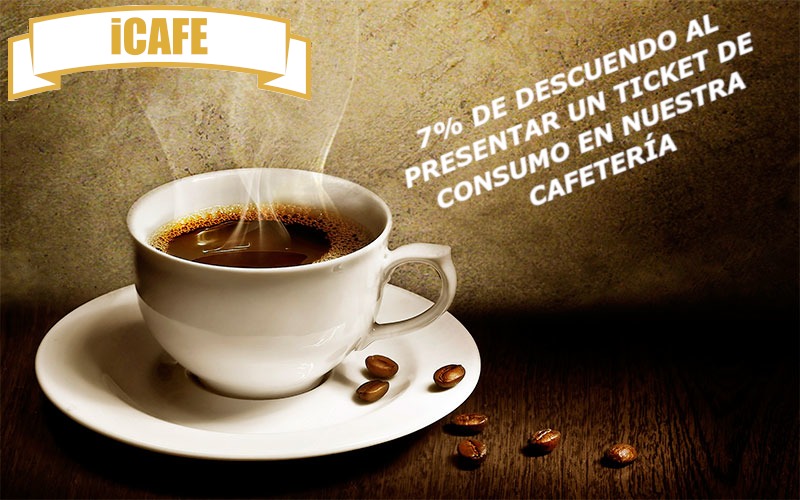 iCAFE
7% DE DESCUENDO AL
PRESENTAR UN TICKET DE
CONSUMO EN NUESTRA
CAFETERÍA